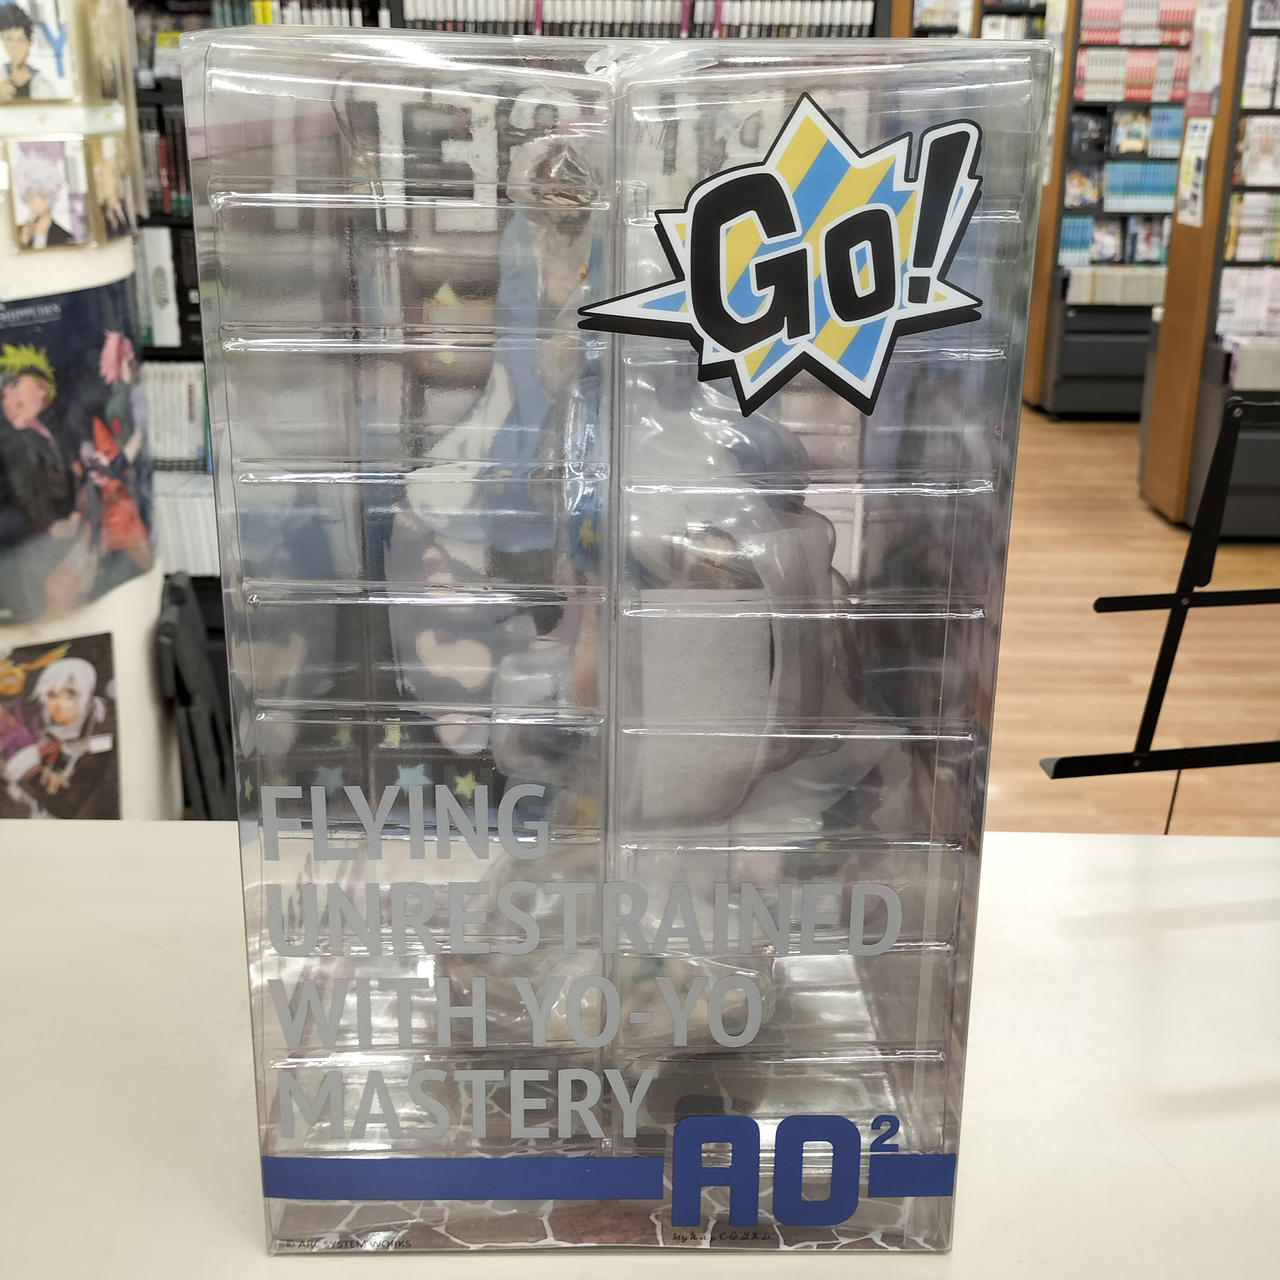 Go!
FLYING
UNRESTRAINED
WITH YO-YO
MASTERY
AO²
© ARC SYSTEM WORKS